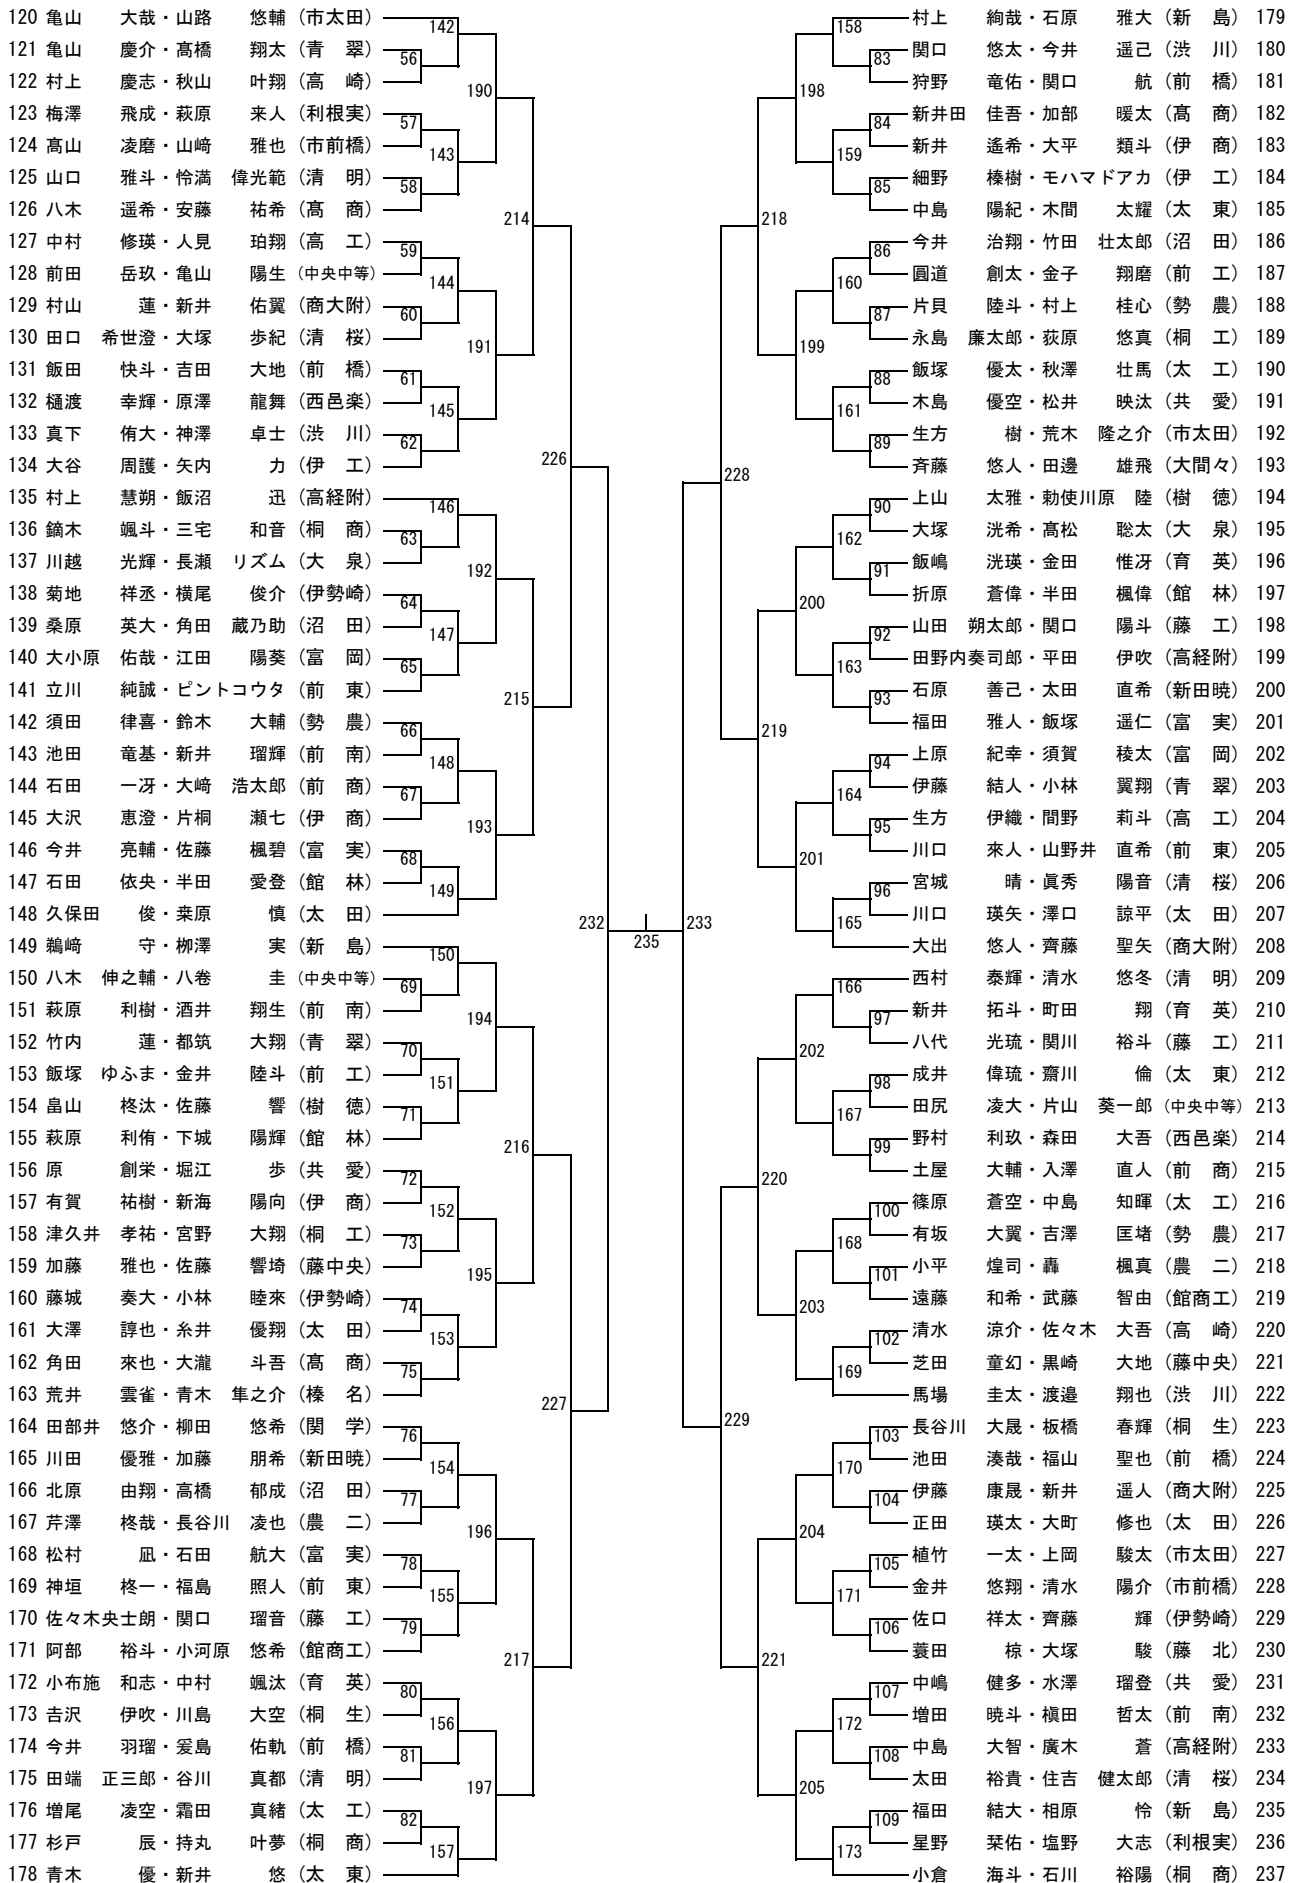 120 亀山　大哉・山路　悠輔（市太田）
121 亀山　慶介・髙橋　翔太（青　翠）
122 村上　慶志・秋山　叶翔（高　崎）
123 梅澤　飛成・萩原　来人（利根実）
124 髙山　凌磨・山﨑　雅也（市前橋）
125 山口　雅斗・怜満　偉光範（清　明）
126 八木　遥希・安藤　祐希（髙　商）
127 中村　修瑛・人見　珀翔（高　工）
128 前田　岳玖・亀山　陽生（中央中等）
129 村山　蓮・新井　佑翼（商大附）
130 田口　希世澄・大塚　歩紀（清　桜）
131 飯田　快斗・吉田　大地（前　橋）
132 樋渡　幸輝・原澤　龍舞（西邑楽）
133 真下　侑大・神澤　卓士（渋　川）
134 大谷　周護・矢内　力（伊　工）
135 村上　慧朔・飯沼　迅（高経附）
136 鏑木　颯斗・三宅　和音（桐　商）
137 川越　光輝・長瀬　リズム（大　泉）
138 菊地　祥丞・横尾　俊介（伊勢崎）
139 桑原　英大・角田　蔵乃助（沼　田）
140 大小原　佑哉・江田　陽葵（富　岡）
141 立川　純誠・ピントコウタ（前　東）
142 須田　律喜・鈴木　大輔（勢　農）
143 池田　竜基・新井　瑠輝（前　南）
144 石田　一冴・大﨑　浩太郎（前　商）
145 大沢　恵澄・片桐　瀬七（伊　商）
146 今井　亮輔・佐藤　楓碧（富　実）
147 石田　依央・半田　愛登（館　林）
148 久保田　俊・桒原　慎（太　田）
149 鵜﨑　守・栁澤　実（新　島）
150 八木　伸之輔・八巻　圭（中央中等）
151 萩原　利樹・酒井　翔生（前　南）
152 竹内　蓮・都筑　大翔（青　翠）
153 飯塚　ゆふま・金井　陸斗（前　工）
154 畠山　柊汰・佐藤　響（樹　徳）
155 萩原　利侑・下城　陽輝（館　林）
156 原　創栄・堀江　歩（共　愛）
157 有賀　祐樹・新海　陽向（伊　商）
158 津久井　孝祐・宮野　大翔（桐　工）
159 加藤　雅也・佐藤　響埼（藤中央）
160 藤城　奏大・小林　睦來（伊勢崎）
161 大澤　諄也・糸井　優翔（太　田）
162 角田　來也・大瀧　斗吾（髙　商）
163 荒井　雲雀・青木　隼之介（榛　名）
164 田部井　悠介・柳田　悠希（関　学）
165 川田　優雅・加藤　朋希（新田暁）
166 北原　由翔・高橋　郁成（沼　田）
167 芹澤　柊哉・長谷川　凌也（農　二）
168 松村　凪・石田　航大（富　実）
169 神垣　柊一・福島　照人（前　東）
170 佐々木央士朗・関口　瑠音（藤　工）
171 阿部　裕斗・小河原　悠希（館商工）
172 小布施　和志・中村　颯汰（育　英）
173 吉沢　伊吹・川島　大空（桐　生）
174 今井　羽瑠・爰島　佑軌（前　橋）
175 田端　正三郎・谷川　真都（清　明）
176 増尾　凌空・霜田　真緒（太　工）
177 杉戸　辰・持丸　叶夢（桐　商）
178 青木　優・新井　悠（太　東）
142
56
190
57
143
58
214
59
144
60
191
61
145
62
226
146
63
192
64
147
65
215
66
148
67
193
68
149
232
150
69
194
70
151
71
216
72
152
73
195
74
153
75
227
76
154
77
196
78
155
79
217
80
156
81
197
82
157
235
233
158
83
198
84
159
85
218
86
160
87
199
88
161
89
228
90
162
91
200
92
163
93
219
94
164
95
201
96
165
166
97
202
98
167
99
220
100
168
101
203
102
169
229
103
170
104
204
105
171
106
221
107
172
108
205
109
173
村上　絢哉・石原　雅大（新　島） 179
関口　悠太・今井　遥己（渋　川） 180
狩野　竜佑・関口　航（前　橋） 181
新井田　佳吾・加部　暖太（髙　商） 182
新井　遙希・大平　類斗（伊　商） 183
細野　榛樹・モハマドアカ（伊　工） 184
中島　陽紀・木間　太耀（太　東） 185
今井　治翔・竹田　壮太郎（沼　田） 186
圓道　創太・金子　翔磨（前　工） 187
片貝　陸斗・村上　桂心（勢　農） 188
永島　廉太郎・荻原　悠真（桐　工） 189
飯塚　優太・秋澤　壮馬（太　工） 190
木島　優空・松井　映汰（共　愛） 191
生方　樹・荒木　隆之介（市太田） 192
斉藤　悠人・田邊　雄飛（大間々） 193
上山　太雅・勅使川原　陸（樹　徳） 194
大塚　洸希・髙松　聡太（大　泉） 195
飯嶋　洸瑛・金田　惟冴（育　英） 196
折原　蒼偉・半田　楓偉（館　林） 197
山田　朔太郎・関口　陽斗（藤　工） 198
田野内奏司郎・平田　伊吹（高経附） 199
石原　善己・太田　直希（新田暁） 200
福田　雅人・飯塚　遥仁（富　実） 201
上原　紀幸・須賀　稜太（富　岡） 202
伊藤　結人・小林　翼翔（青　翠） 203
生方　伊織・間野　莉斗（高　工） 204
川口　來人・山野井　直希（前　東） 205
宮城　晴・眞秀　陽音（清　桜） 206
川口　瑛矢・澤口　諒平（太　田） 207
大出　悠人・齊藤　聖矢（商大附） 208
西村　泰輝・清水　悠冬（清　明） 209
新井　拓斗・町田　翔（育　英） 210
八代　光琉・関川　裕斗（藤　工） 211
成井　偉琉・齋川　倫（太　東） 212
田尻　凌大・片山　葵一郎（中央中等） 213
野村　利玖・森田　大吾（西邑楽） 214
土屋　大輔・入澤　直人（前　商） 215
篠原　蒼空・中島　知暉（太　工） 216
有坂　大翼・吉澤　匡堵（勢　農） 217
小平　煌司・轟　楓真（農　二） 218
遠藤　和希・武藤　智由（館商工） 219
清水　涼介・佐々木　大吾（高　崎） 220
芝田　童幻・黒崎　大地（藤中央） 221
馬場　圭太・渡邉　翔也（渋　川） 222
長谷川　大晟・板橋　春輝（桐　生） 223
池田　湊哉・福山　聖也（前　橋） 224
伊藤　康晟・新井　遥人（商大附） 225
正田　瑛太・大町　修也（太　田） 226
植竹　一太・上岡　駿太（市太田） 227
金井　悠翔・清水　陽介（市前橋） 228
佐口　祥太・齊藤　輝（伊勢崎） 229
蓑田　椋・大塚　駿（藤　北） 230
中嶋　健多・水澤　瑠登（共　愛） 231
増田　暁斗・槇田　哲太（前　南） 232
中島　大智・廣木　蒼（高経附） 233
太田　裕貴・住吉　健太郎（清　桜） 234
福田　結大・相原　怜（新　島） 235
星野　栞佑・塩野　大志（利根実） 236
小倉　海斗・石川　裕陽（桐　商） 237